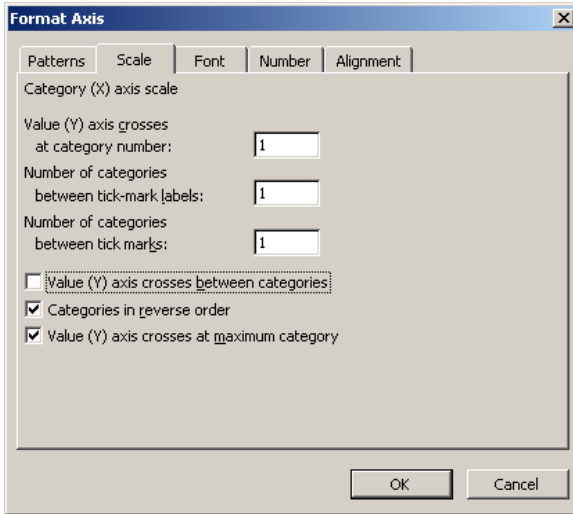 Format Axis
Patterns Scale Font Number Alignment
Category (X) axis scale
Value (Y) axis crosses
at category number: 1
Number of categories
between tick-mark labels: 1
Number of categories
between tick marks: 1
Value (Y) axis crosses between categories
Categories in reverse order
Value (Y) axis crosses at maximum category
OK Cancel